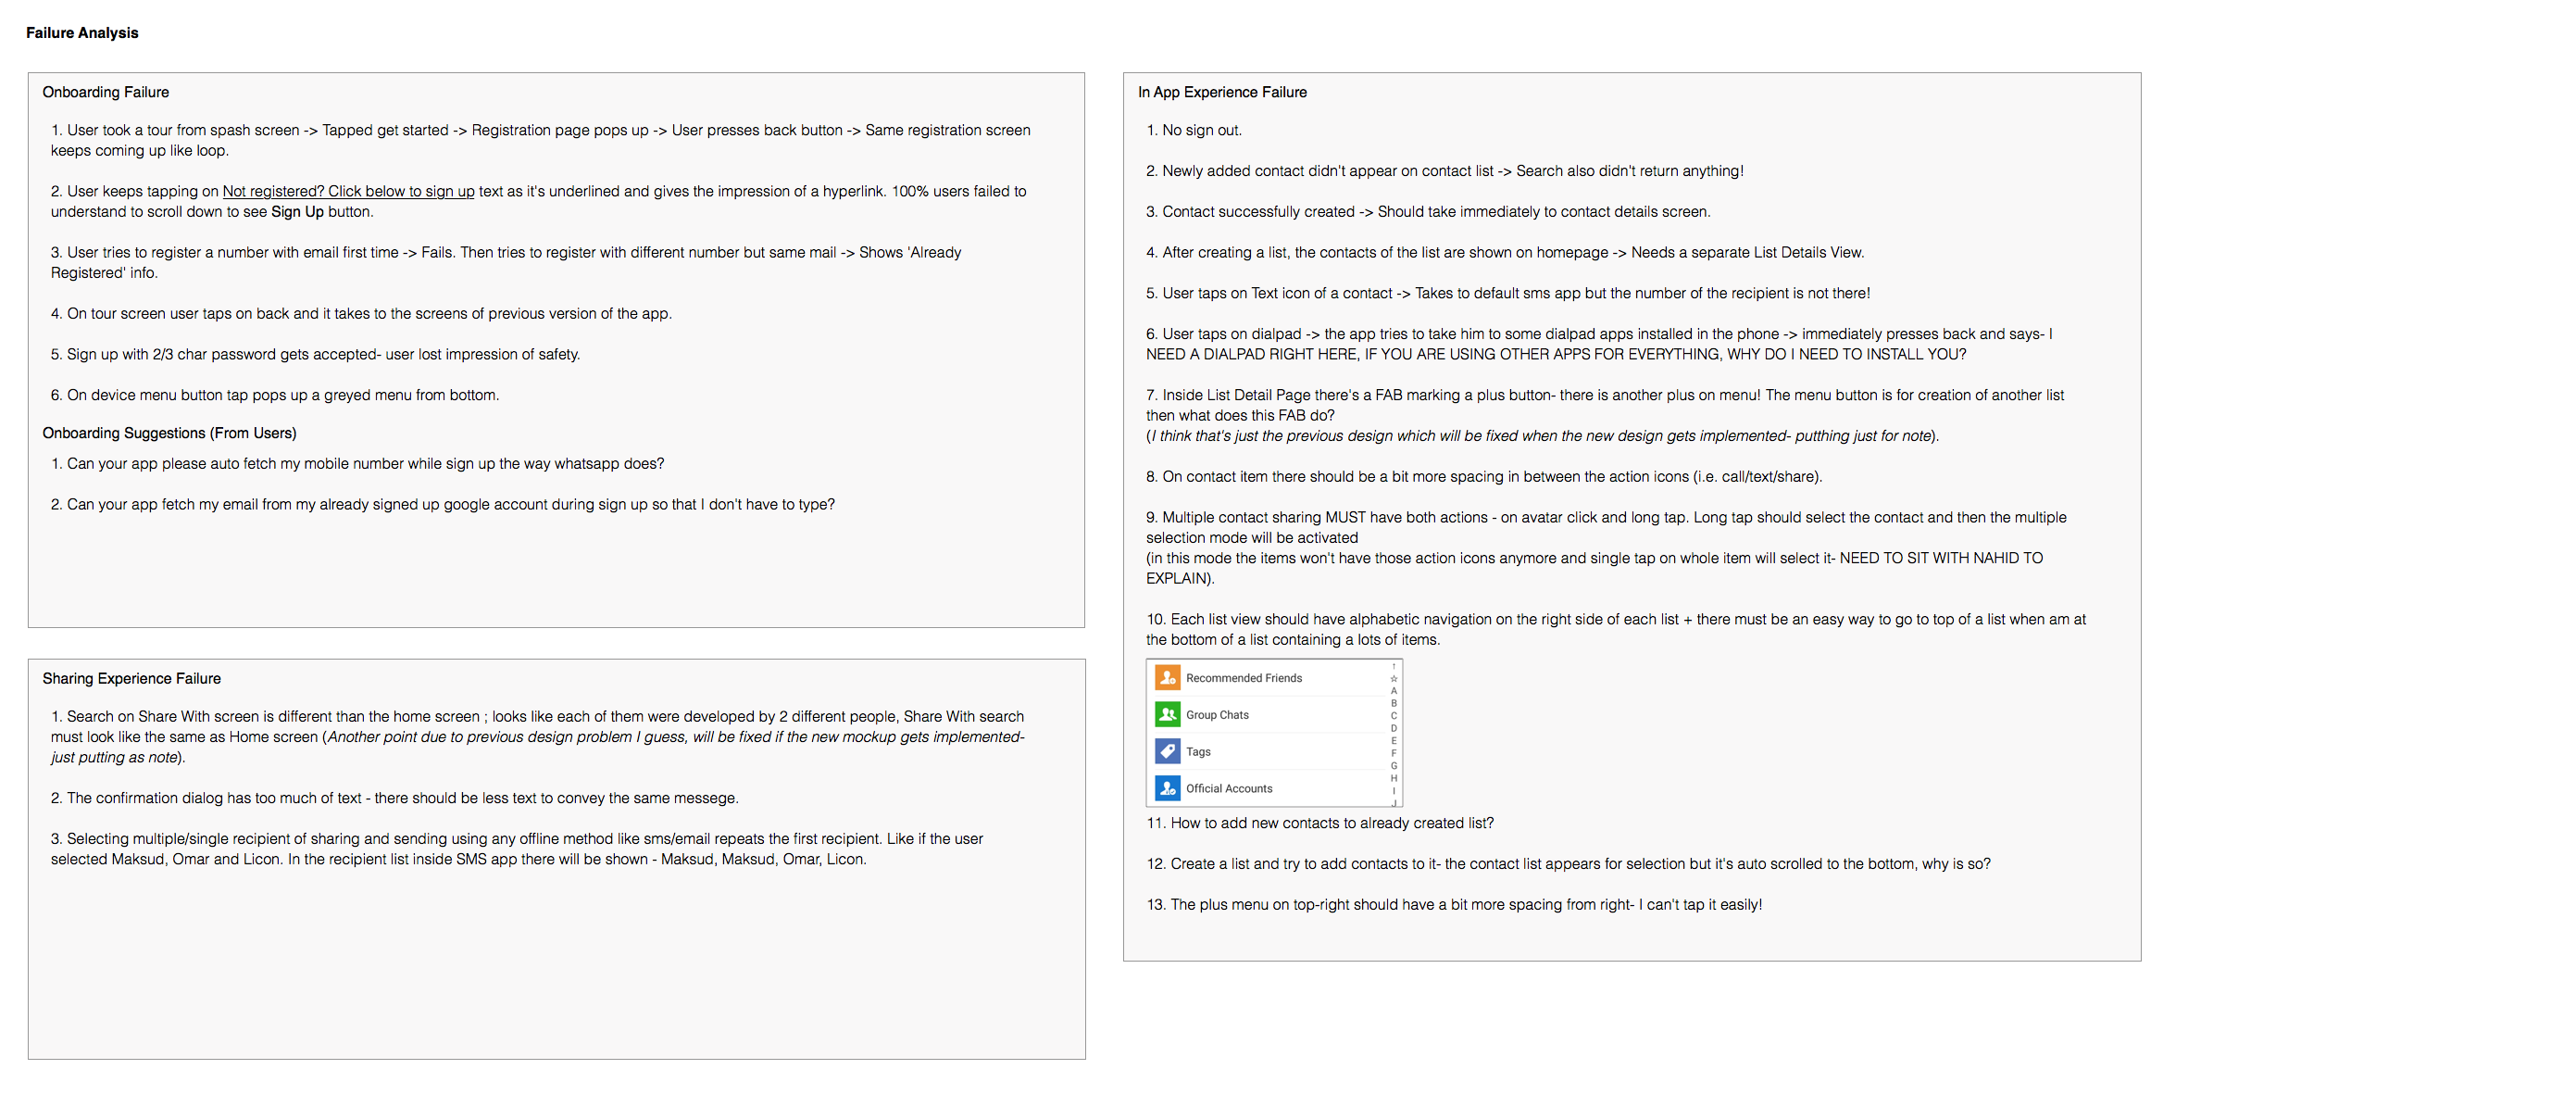 Failure Analysis
Onboarding Failure
1. User took a tour from spash screen -> Tapped get started -> Registration page pops up -> User presses back button -> Same registration screen
keeps coming up like loop.
2. User keeps tapping on Not registered? Click below to sign up text as it's underlined and gives the impression of a hyperlink. 100% users failed to
understand to scroll down to see Sign Up button.
3. User tries to register a number with email first time -> Fails. Then tries to register with different number but same mail -> Shows 'Already
Registered' info.
4. On tour screen user taps on back and it takes to the screens of previous version of the app.
5. Sign up with 2/3 char password gets accepted- user lost impression of safety.
6. On device menu button tap pops up a greyed menu from bottom.
Onboarding Suggestions (From Users)
1. Can your app please auto fetch my mobile number while sign up the way whatsapp does?
2. Can your app fetch my email from my already signed up google account during sign up so that I don't have to type?
Sharing Experience Failure
1. Search on Share With screen is different than the home screen ; looks like each of them were developed by 2 different people, Share With search
must look like the same as Home screen (Another point due to previous design problem I guess, will be fixed if the new mockup gets implemented-
just putting as note).
2. The confirmation dialog has too much of text - there should be less text to convey the same messege.
3. Selecting multiple/single recipient of sharing and sending using any offline method like sms/email repeats the first recipient. Like if the user
selected Maksud, Omar and Licon. In the recipient list inside SMS app there will be shown - Maksud, Maksud, Omar, Licon.
In App Experience Failure
1. No sign out.
2. Newly added contact didn't appear on contact list -> Search also didn't return anything!
3. Contact successfully created -> Should take immediately to contact details screen.
4. After creating a list, the contacts of the list are shown on homepage -> Needs a separate List Details View.
5. User taps on Text icon of a contact -> Takes to default sms app but the number of the recipient is not there!
6. User taps on dialpad -> the app tries to take him to some dialpad apps installed in the phone -> immediately presses back and says- I
NEED A DIALPAD RIGHT HERE, IF YOU ARE USING OTHER APPS FOR EVERYTHING, WHY DO I NEED TO INSTALL YOU?
7. Inside List Detail Page there's a FAB marking a plus button- there is another plus on menu! The menu button is for creation of another list
then what does this FAB do?
(I think that's just the previous design which will be fixed when the new design gets implemented- putthing just for note).
8. On contact item there should be a bit more spacing in between the action icons (i.e. call/text/share).
9. Multiple contact sharing MUST have both actions - on avatar click and long tap. Long tap should select the contact and then the multiple
selection mode will be activated
(in this mode the items won't have those action icons anymore and single tap on whole item will select it- NEED TO SIT WITH NAHID TO
EXPLAIN).
10. Each list view should have alphabetic navigation on the right side of each list + there must be an easy way to go to top of a list when am at
the bottom of a list containing a lots of items.
Recommended Friends
Group Chats
Tags
Official Accounts
↑
☆
A
B
C
D
E
F
G
H
I
J
11. How to add new contacts to already created list?
12. Create a list and try to add contacts to it- the contact list appears for selection but it's auto scrolled to the bottom, why is so?
13. The plus menu on top-right should have a bit more spacing from right- I can't tap it easily!